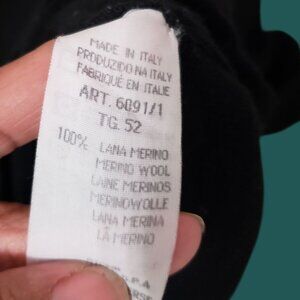 MADE IN ITALY
PRODUZIDO NA ITALY
FABRIQUÉ EN ITALIE
ART. 6091/1
TG. 52
100% LANA MERINO
MERINO WOOL
LAINE MERINOS
MERINOWOLLE
LANA MERINA
LÃ MERINO